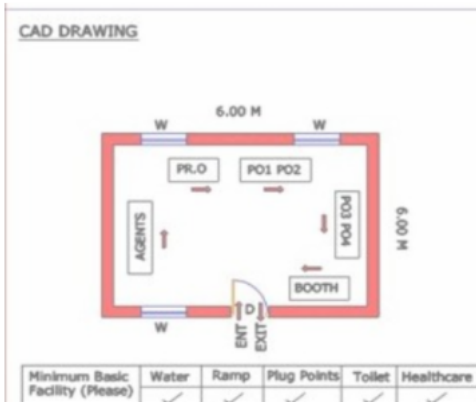 CAD DRAWING
6.00 M
W W
PR.O PO1 PO2
AGENTS
PO3 PO4
6.00 M
BOOTH
W
D
ENT EXIT
Minimum Basic Water Ramp Plug Points Toilet Healthcare
Facility (Please)